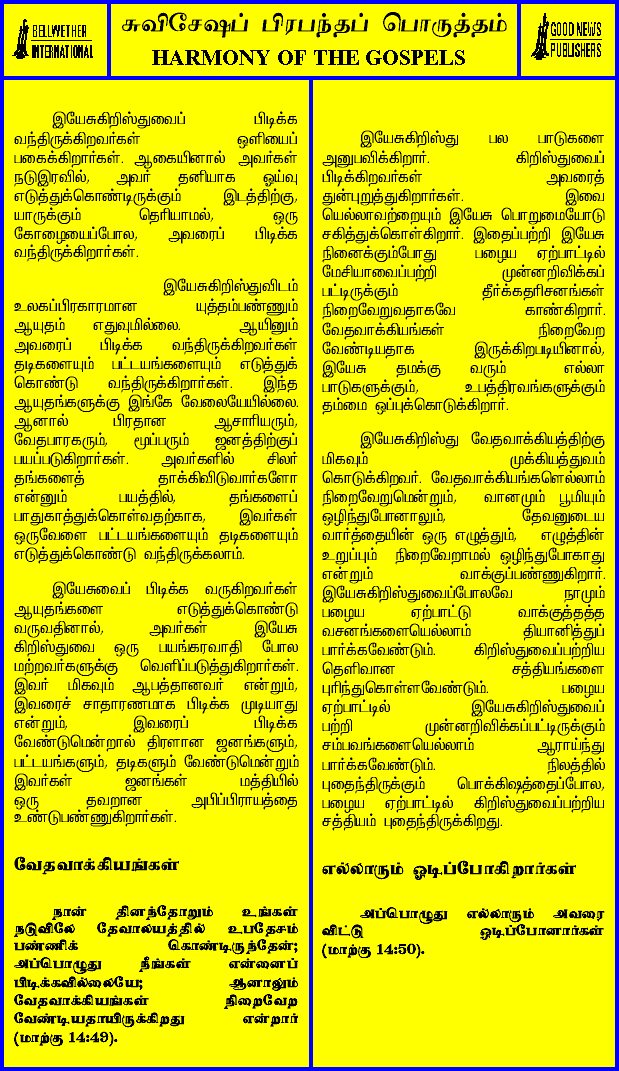 BELLWETHER
INTERNATIONAL
சுவிசேஷப் பிரபந்தப் பொருத்தம்
HARMONY OF THE GOSPELS
GOOD NEWS
PUBLISHERS
இயேசுகிறிஸ்துவைப் பிடிக்க
வந்திருக்கிறவர்கள் ஒளியைப்
பகைக்கிறார்கள். ஆகையினால் அவர்கள்
நடுஇரவில், அவர் தனியாக ஓய்வு
எடுத்துக்கொண்டிருக்கும் இடத்திற்கு,
யாருக்கும் தெரியாமல், ஒரு
கோழையைப்போல, அவரைப் பிடிக்க
வந்திருக்கிறார்கள்.
இயேசுகிறிஸ்துவிடம்
உலகப்பிரகாரமான யுத்தம்பண்ணும்
ஆயுதம் எதுவுமில்லை. ஆயினும்
அவரைப் பிடிக்க வந்திருக்கிறவர்கள்
தடிகளையும் பட்டயங்களையும் எடுத்துக்
கொண்டு வந்திருக்கிறார்கள். இந்த
ஆயுதங்களுக்கு இங்கே வேலையேயில்லை.
ஆனால் பிரதான ஆசாரியரும்,
வேதபாரகரும், மூப்பரும் ஜனத்திற்குப்
பயப்படுகிறார்கள். அவர்களில் சிலர்
தங்களைத் தாக்கிவிடுவார்களோ
என்னும் பயத்தில், தங்களைப்
பாதுகாத்துக்கொள்வதற்காக, இவர்கள்
ஒருவேளை பட்டயங்களையும் தடிகளையும்
எடுத்துக்கொண்டு வந்திருக்கலாம்.
இயேசுவைப் பிடிக்க வருகிறவர்கள்
ஆயுதங்களை எடுத்துக்கொண்டு
வருவதினால், அவர்கள் இயேசு
கிறிஸ்துவை ஒரு பயங்கரவாதி போல
மற்றவர்களுக்கு வெளிப்படுத்துகிறார்கள்.
இவர் மிகவும் ஆபத்தானவர் என்றும்,
இவரைச் சாதாரணமாக பிடிக்க முடியாது
என்றும், இவரைப் பிடிக்க
வேண்டுமென்றால் திரளான ஜனங்களும்,
பட்டயங்களும், தடிகளும் வேண்டுமென்றும்
இவர்கள் ஜனங்கள் மத்தியில்
ஒரு தவறான அபிப்பிராயத்தை
உண்டுபண்ணுகிறார்கள்.
வேதவாக்கியங்கள்
நான் தினந்தோறும் உங்கள்
நடுவிலே தேவாலயத்தில் உபதேசம்
பண்ணிக் கொண்டிருந்தேன்;
அப்பொழுது நீங்கள் என்னைப்
பிடிக்கவில்லையே; ஆனாலும்
வேதவாக்கியங்கள் நிறைவேற
வேண்டியதாயிருக்கிறது என்றார்
(மாற்கு 14:49).
இயேசுகிறிஸ்து பல பாடுகளை
அனுபவிக்கிறார். கிறிஸ்துவைப்
பிடிக்கிறவர்கள் அவரைத்
துன்புறுத்துகிறார்கள். இவை
யெல்லாவற்றையும் இயேசு பொறுமையோடு
சகித்துக்கொள்கிறார். இதைப்பற்றி இயேசு
நினைக்கும்போது பழைய ஏற்பாட்டில்
மேசியாவைப்பற்றி முன்னறிவிக்கப்
பட்டிருக்கும் தீர்க்கதரிசனங்கள்
நிறைவேறுவதாகவே காண்கிறார்.
வேதவாக்கியங்கள் நிறைவேற
வேண்டியதாக இருக்கிறபடியினால்,
இயேசு தமக்கு வரும் எல்லா
பாடுகளுக்கும், உபத்திரவங்களுக்கும்
தம்மை ஒப்புக்கொடுக்கிறார்.
இயேசுகிறிஸ்து வேதவாக்கியத்திற்கு
மிகவும் முக்கியத்துவம்
கொடுக்கிறவர். வேதவாக்கியங்களெல்லாம்
நிறைவேறுமென்றும், வானமும் பூமியும்
ஒழிந்துபோனாலும், தேவனுடைய
வார்த்தையின் ஒரு எழுத்தும், எழுத்தின்
உறுப்பும் நிறைவேறாமல் ஒழிந்துபோகாது
என்றும் வாக்குப்பண்ணுகிறார்.
இயேசுகிறிஸ்துவைப்போலவே நாமும்
பழைய ஏற்பாட்டு வாக்குத்தத்த
வசனங்களையெல்லாம் தியானித்துப்
பார்க்கவேண்டும். கிறிஸ்துவைப்பற்றிய
தெளிவான சத்தியங்களை
புரிந்துகொள்ளவேண்டும். பழைய
ஏற்பாட்டில் இயேசுகிறிஸ்துவைப்
பற்றி முன்னறிவிக்கப்பட்டிருக்கும்
சம்பவங்களையெல்லாம் ஆராய்ந்து
பார்க்கவேண்டும். நிலத்தில்
புதைந்திருக்கும் பொக்கிஷத்தைப்போல,
பழைய ஏற்பாட்டில் கிறிஸ்துவைப்பற்றிய
சத்தியம் புதைந்திருக்கிறது.
எல்லாரும் ஓடிப்போகிறார்கள்
அப்பொழுது எல்லாரும் அவரை
விட்டு ஓடிப்போனார்கள்
(மாற்கு 14:50).